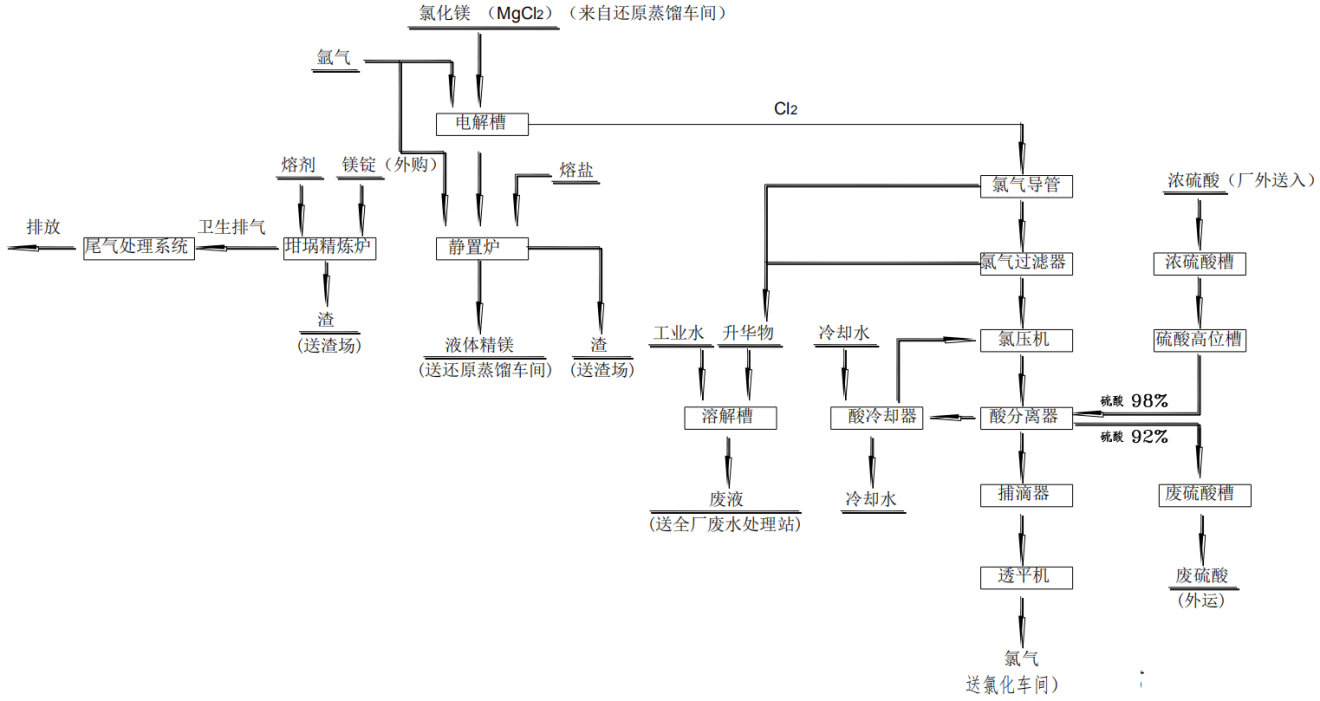 氯化镁 （MgCl2）（来自还原蒸馏车间）
氩气
Cl2
电解槽
熔剂
镁锭（外购）
熔盐
氯气导管
浓硫酸（厂外送入）
排放
卫生排气
尾气处理系统
坩埚精炼炉
静置炉
氯气过滤器
浓硫酸槽
渣
(送渣场)
液体精镁
(送还原蒸馏车间)
渣
(送渣场)
工业水
升华物
冷却水
氯压机
硫酸高位槽
硫酸 98%
溶解槽
酸冷却器
酸分离器
硫酸 92%
废液
(送全厂废水处理站)
冷却水
捕滴器
废硫酸槽
透平机
废硫酸
(外运)
氯气
送氯化车间）